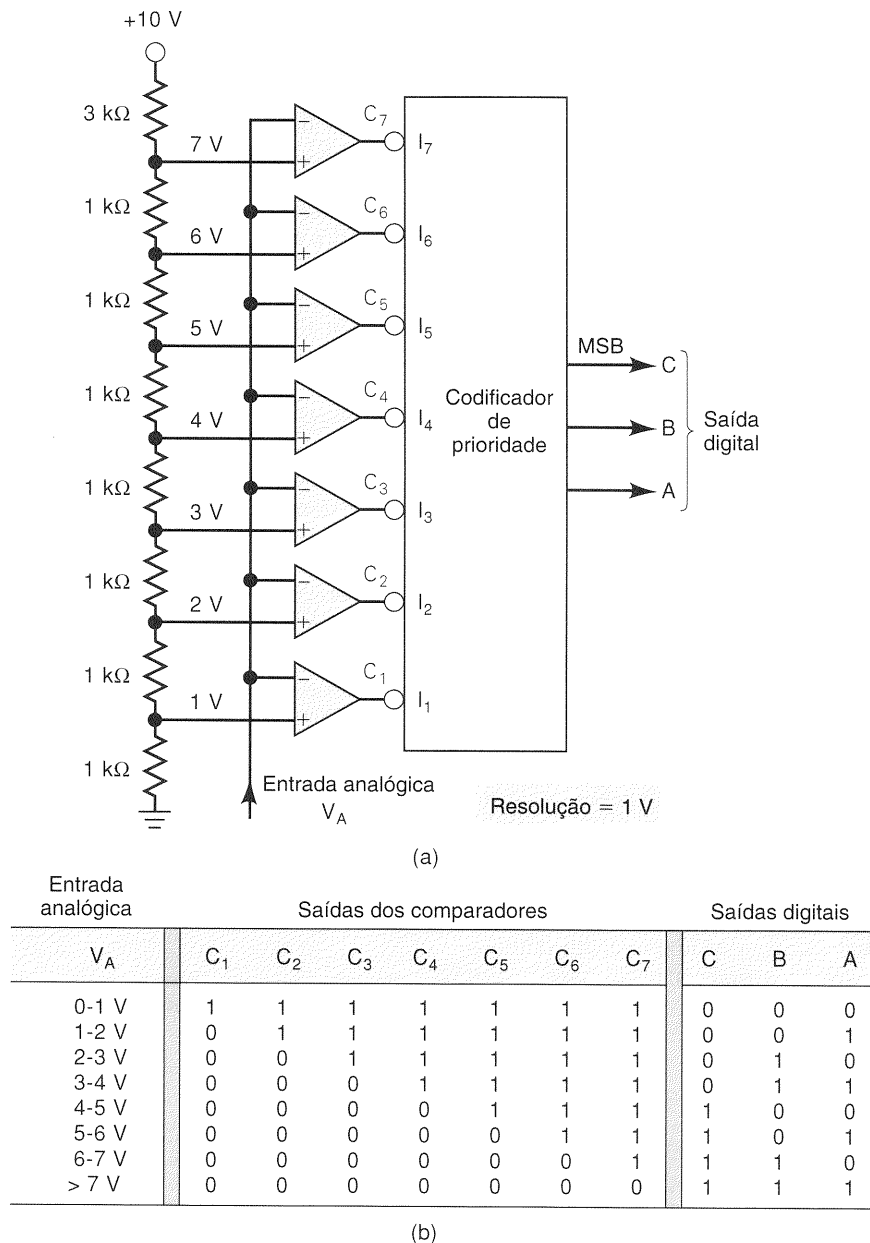 +10 V
3 kΩ
7 V
C7
I7
1 kΩ
6 V
C6
I6
1 kΩ
5 V
C5
I5
1 kΩ
4 V
C4
I4
1 kΩ
3 V
C3
I3
1 kΩ
2 V
C2
I2
1 kΩ
1 V
C1
I1
1 kΩ
− +
− +
− +
− +
− +
− +
− +
Codificador
de
prioridade
MSB
C
B
A
Saída
digital
Entrada analógica
VA
Resolução = 1 V
(a)
Entrada
analógica
Saídas dos comparadores
Saídas digitais
VA C1 C2 C3 C4 C5 C6 C7 C B A
0-1 V 1 1 1 1 1 1 1 0 0 0
1-2 V 0 1 1 1 1 1 1 0 0 1
2-3 V 0 0 1 1 1 1 1 0 1 0
3-4 V 0 0 0 1 1 1 1 0 1 1
4-5 V 0 0 0 0 1 1 1 1 0 0
5-6 V 0 0 0 0 0 1 1 1 0 1
6-7 V 0 0 0 0 0 0 1 1 1 0
> 7 V 0 0 0 0 0 0 0 1 1 1
(b)